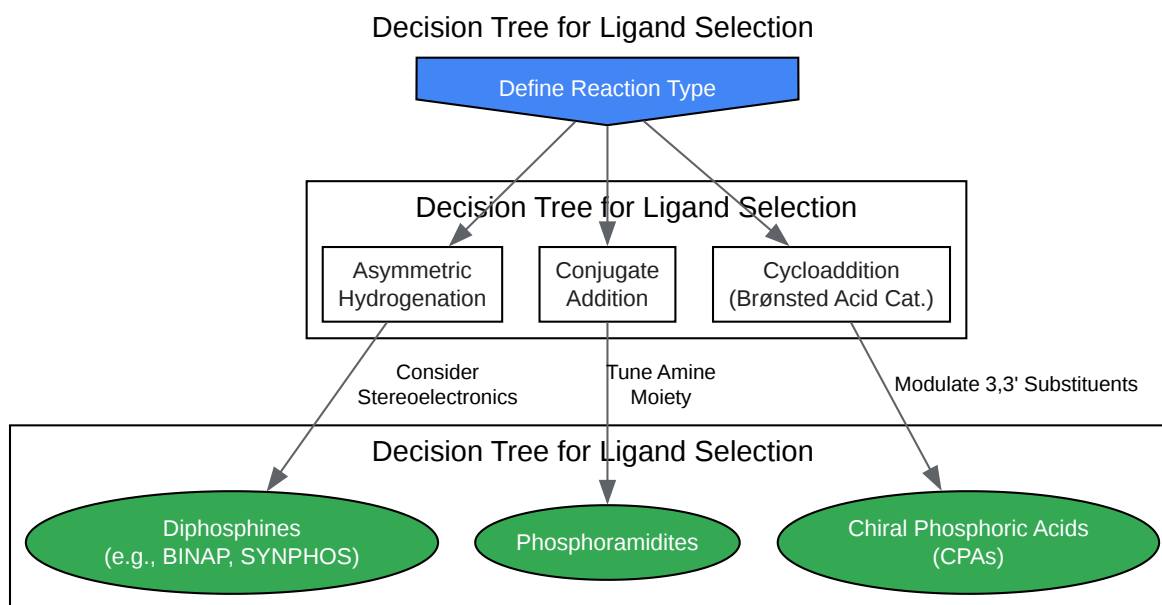 Decision Tree for Ligand Selection
Define Reaction Type
Decision Tree for Ligand Selection
Asymmetric
Hydrogenation
Conjugate
Addition
Cycloaddition
(Brønsted Acid Cat.)
Consider
Stereoelectronics
Tune Amine
Moiety
Modulate 3,3' Substituents
Decision Tree for Ligand Selection
Diphosphines
(e.g., BINAP, SYNPHOS)
Phosphoramidites
Chiral Phosphoric Acids
(CPAs)